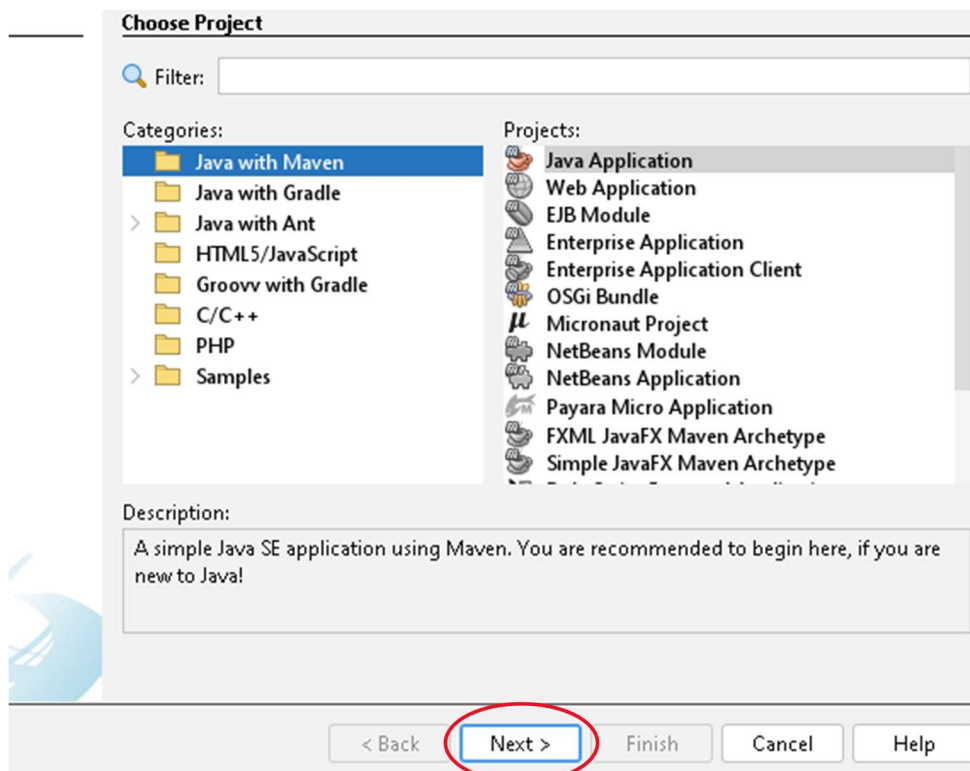 Choose Project
Filter:
Categories:
Java with Maven
Java with Gradle
Java with Ant
HTML5/JavaScript
Groovv with Gradle
C/C++
PHP
Samples
Projects:
Java Application
Web Application
EJB Module
Enterprise Application
Enterprise Application Client
OSGi Bundle
Micronaut Project
NetBeans Module
NetBeans Application
Payara Micro Application
FXML JavaFX Maven Archetype
Simple JavaFX Maven Archetype
Description:
A simple Java SE application using Maven. You are recommended to begin here, if you are
new to Java!
< Back
Next >
Finish
Cancel
Help